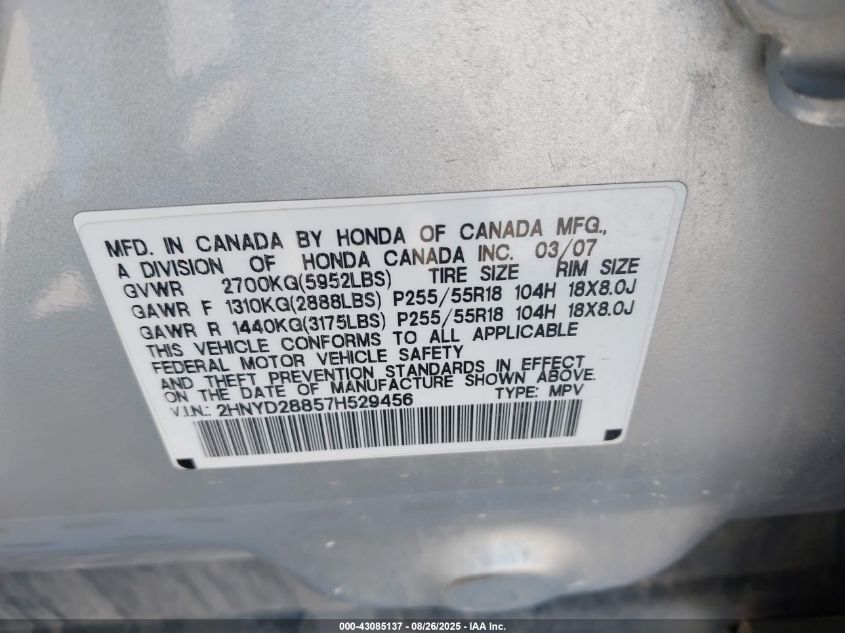 MFD. IN CANADA BY HONDA OF CANADA MFG.,
A DIVISION OF HONDA CANADA INC. 03/07
GVWR 2700KG(5952LBS) TIRE SIZE RIM SIZE
GAWR F 1310KG(2888LBS) P255/55R18 104H 18X8.0J
GAWR R 1440KG(3175LBS) P255/55R18 104H 18X8.0J
THIS VEHICLE CONFORMS TO ALL APPLICABLE
FEDERAL MOTOR VEHICLE SAFETY
AND THEFT PREVENTION STANDARDS IN EFFECT
ON THE DATE OF MANUFACTURE SHOWN ABOVE.
V.I.N.: 2HNYD28857H529456 TYPE: MPV
000-43085137 - 08/26/2025 - IAA Inc.